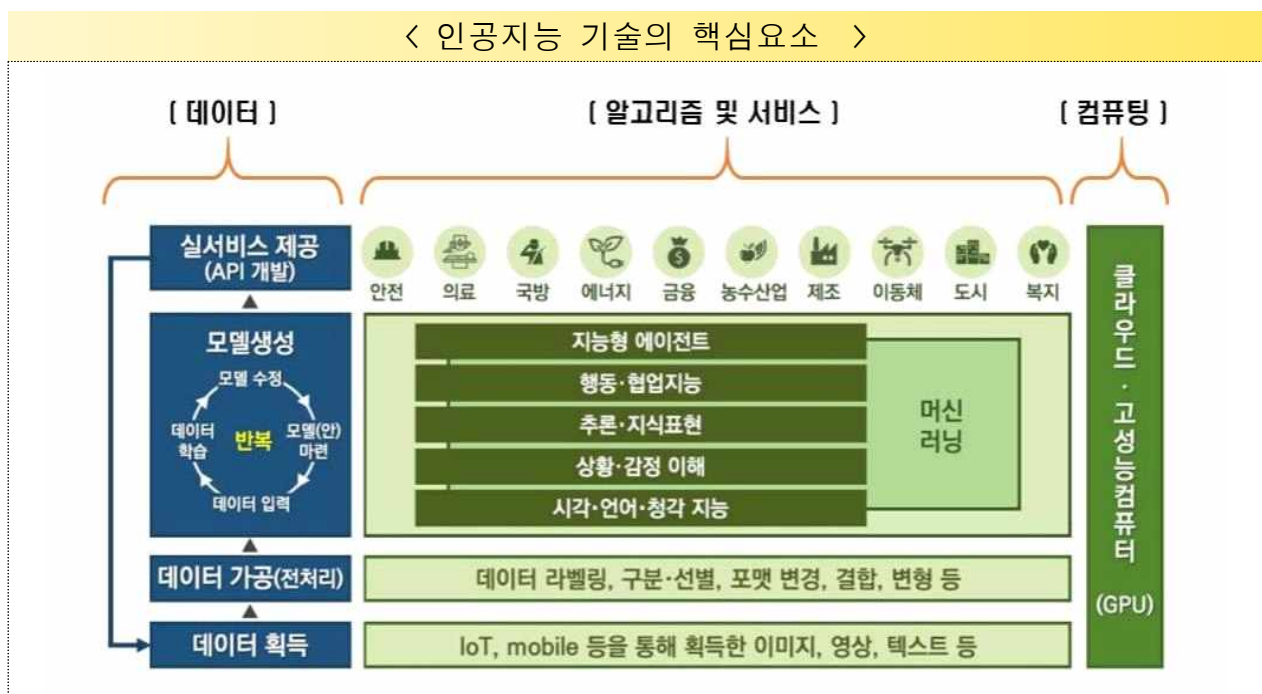 < 인공지능 기술의 핵심요소 >
[ 데이터 ]
[ 알고리즘 및 서비스 ]
[ 컴퓨팅 ]
실서비스 제공
(API 개발)
안전
의료
국방
에너지
금융
농수산업
제조
이동체
도시
복지
모델생성
모델 수정
데이터
학습
반복
모델(안)
마련
데이터 입력
지능형 에이전트
행동·협업지능
추론·지식표현
상황·감정 이해
시각·언어·청각 지능
머신
러닝
데이터 가공(전처리)
데이터 라벨링, 구분·선별, 포맷 변경, 결합, 변형 등
데이터 획득
IoT, mobile 등을 통해 획득한 이미지, 영상, 텍스트 등
클라우드·고성능컴퓨터
(GPU)